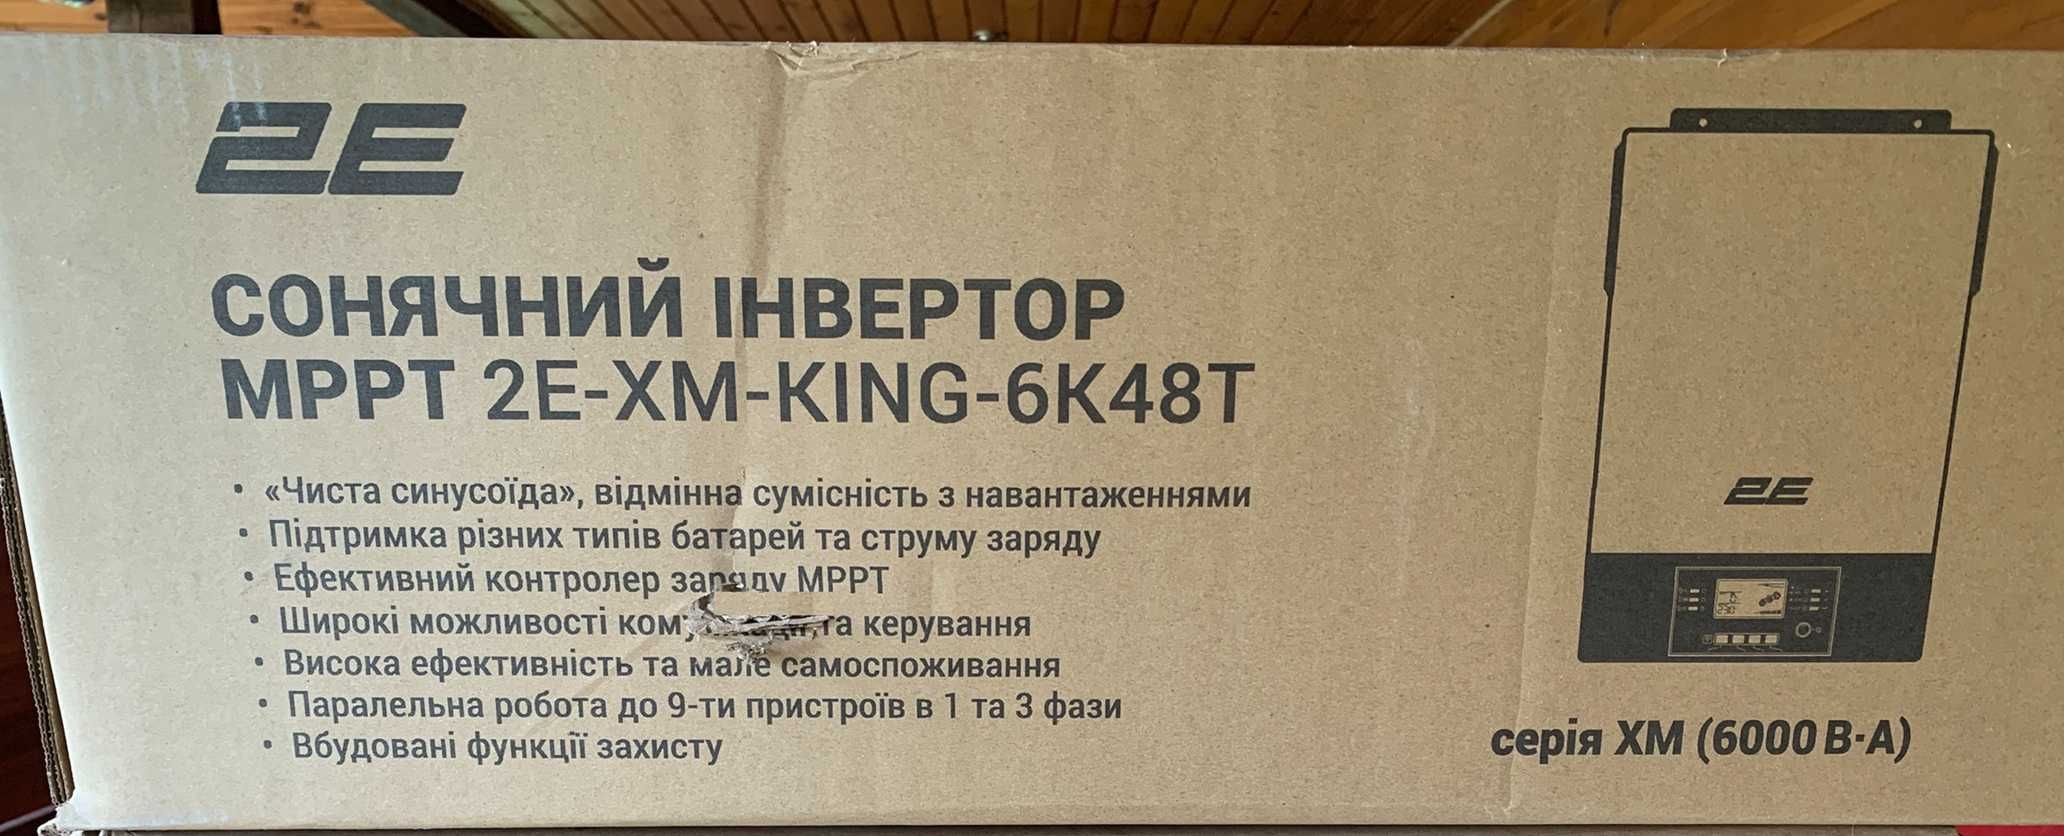 2E
СОНЯЧНИЙ ІНВЕРТОР
MPPT 2E-XM-KING-6K48T
• «Чиста синусоїда», відмінна сумісність з навантаженнями
• Підтримка різних типів батарей та струму заряду
• Ефективний контролер заряду MPPT
• Широкі можливості та керування
• Висока ефективність та мале самоспоживання
• Паралельна робота до 9-ти пристроїв в 1 та 3 фази
• Вбудовані функції захисту
2E
серія XM (6000 В·А)